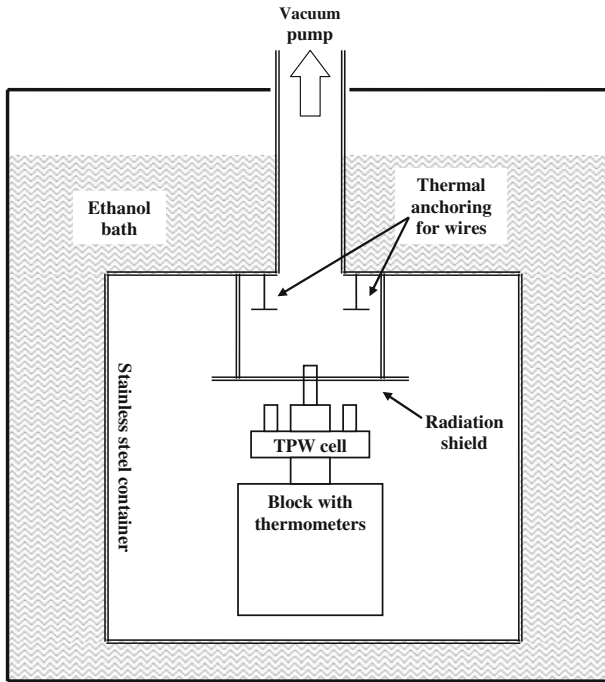 Vacuum
pump
Ethanol
bath
Thermal
anchoring
for wires
Stainless steel container
Radiation
shield
TPW cell
Block with
thermometers